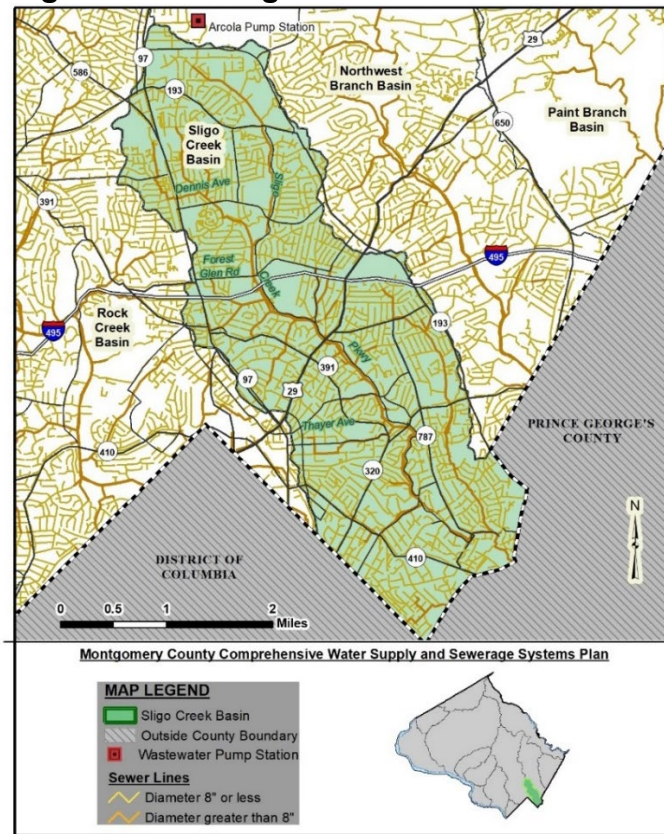 Arcola Pump Station
97
29
586
193
Northwest
Branch Basin
650
Paint Branch
Basin
Sligo
Creek
Basin
Sligo
Dennis Ave
391
Forest
Glen Rd
495
Creek
Rock
Creek
Basin
495
193
Pkwy
97
29
391
PRINCE GEORGE'S
COUNTY
Thayer Ave
787
410
320
N
DISTRICT OF
COLUMBIA
410
0 0.5 1 2
Miles
Montgomery County Comprehensive Water Supply and Sewerage Systems Plan
MAP LEGEND
Sligo Creek Basin
Outside County Boundary
Wastewater Pump Station
Sewer Lines
Diameter 8" or less
Diameter greater than 8"